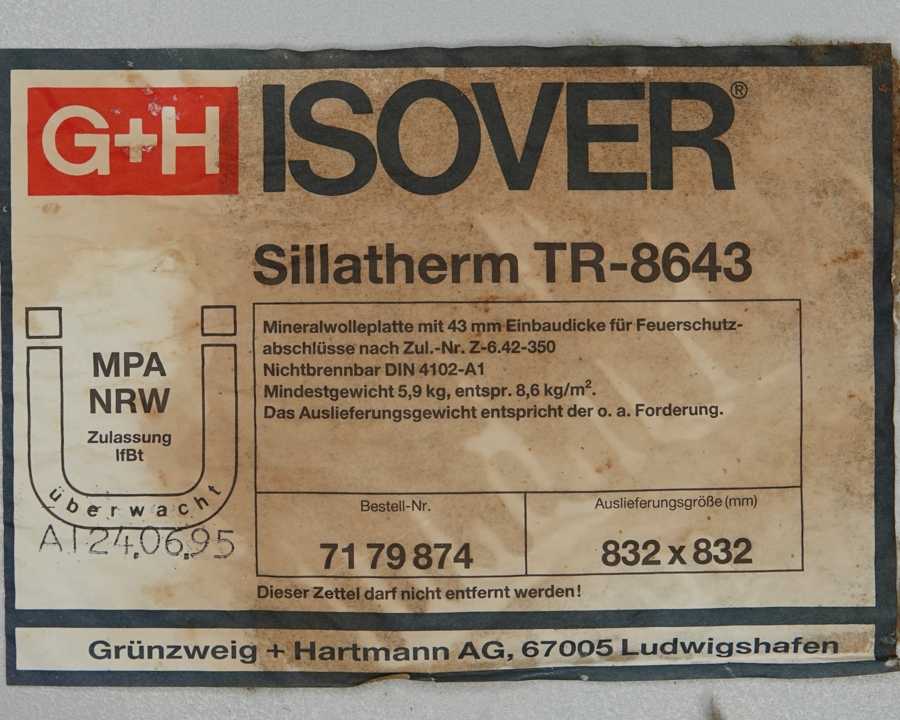 G+H ISOVER®
Sillatherm TR-8643
Mineralwolleplatte mit 43 mm Einbaudicke für Feuerschutz-
abschlüsse nach Zul.-Nr. Z-6.42-350
Nichtbrennbar DIN 4102-A1
Mindestgewicht 5,9 kg, entspr. 8,6 kg/m².
Das Auslieferungsgewicht entspricht der o. a. Forderung.
MPA
NRW
Zulassung
IfBt
überwacht
A124.06.95
Bestell-Nr.
71 79 874
Auslieferungsgröße (mm)
832 x 832
Dieser Zettel darf nicht entfernt werden!
Grünzweig + Hartmann AG, 67005 Ludwigshafen